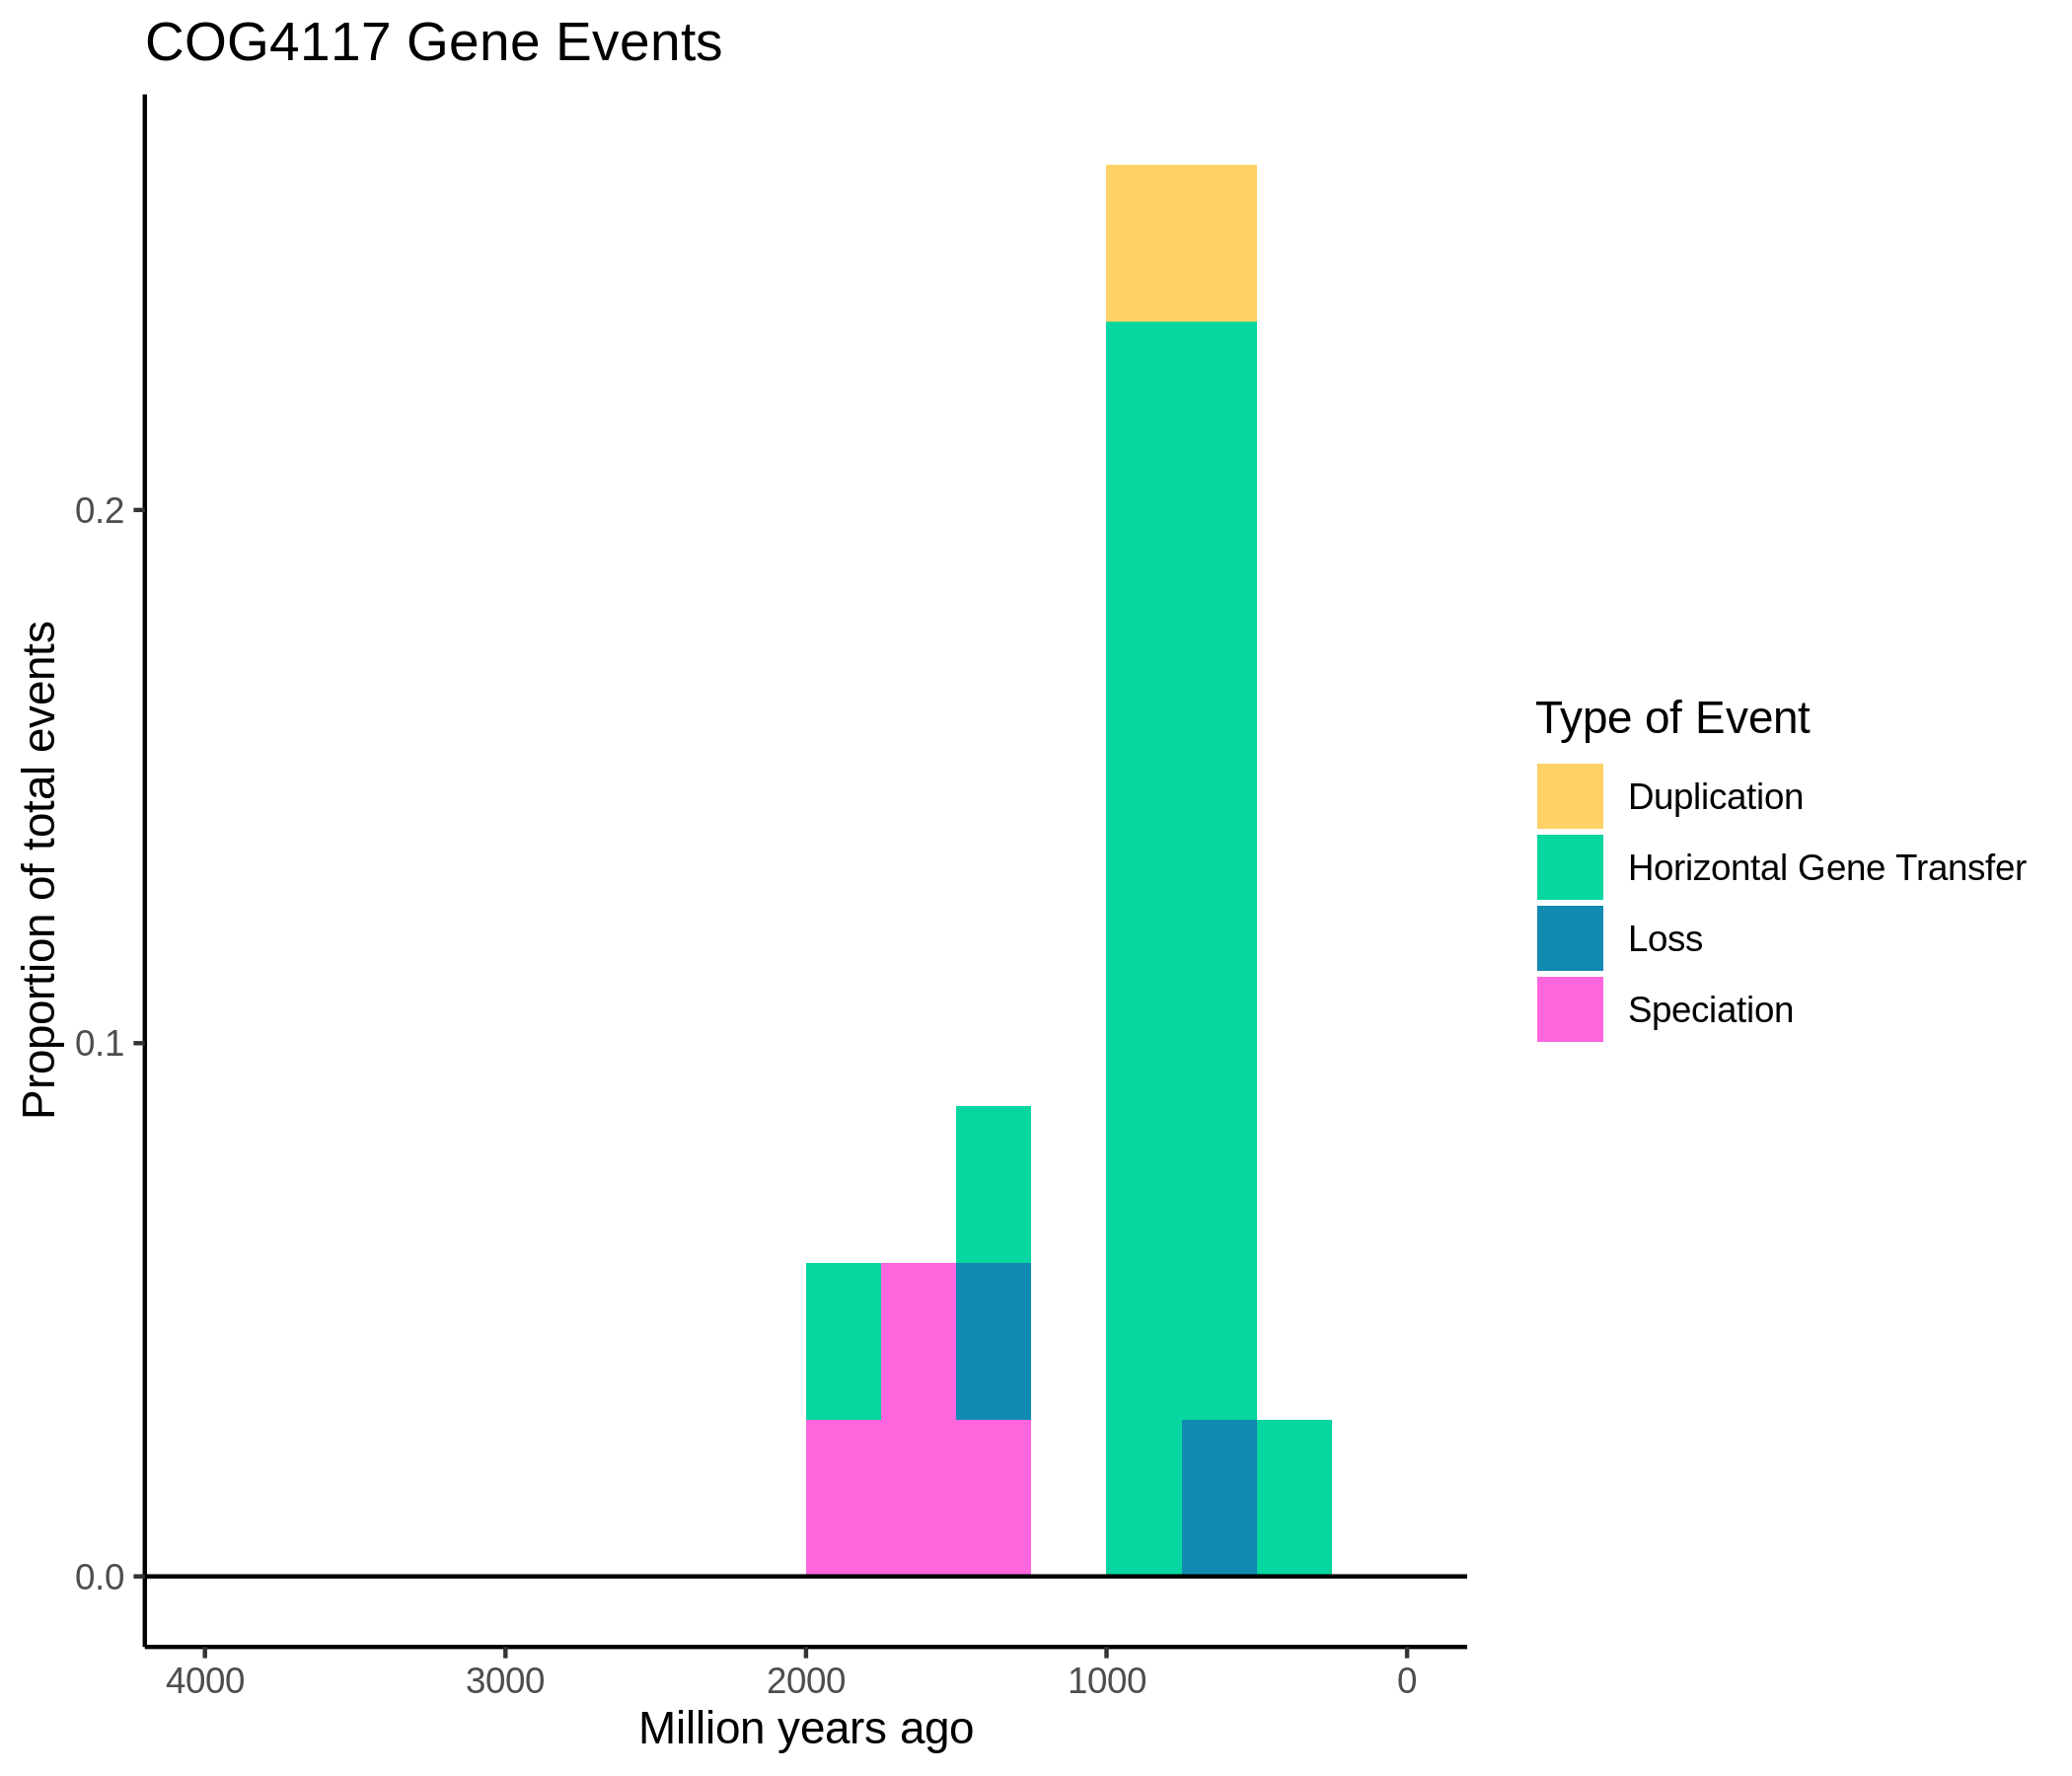 COG4117 Gene Events
Proportion of total events
0.2
0.1
0.0
4000 3000 2000 1000 0
Million years ago
Type of Event
Duplication
Horizontal Gene Transfer
Loss
Speciation